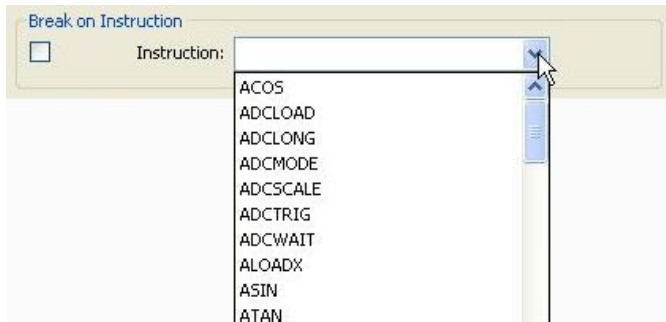 Break on Instruction
Instruction:
ACOS
ADCLOAD
ADCLONG
ADCMODE
ADCSCALE
ADCTRIG
ADCWAIT
ALOADX
ASIN
ATAN